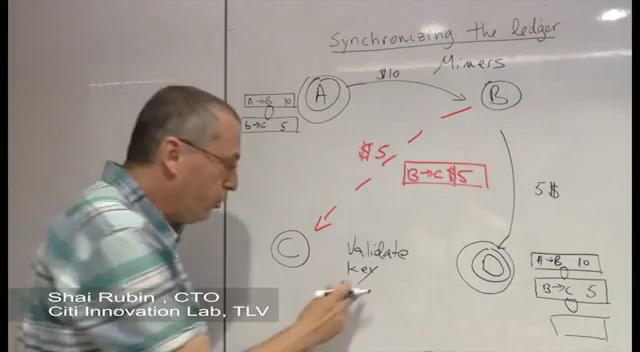 Synchronizing the ledger
Miners
$10
A
B
A→B 10
b→c 5
$5
B→C $5
5$
C
Validate
key
D
A→B 10
B→C 5
Shai Rubin , CTO
Citi Innovation Lab, TLV